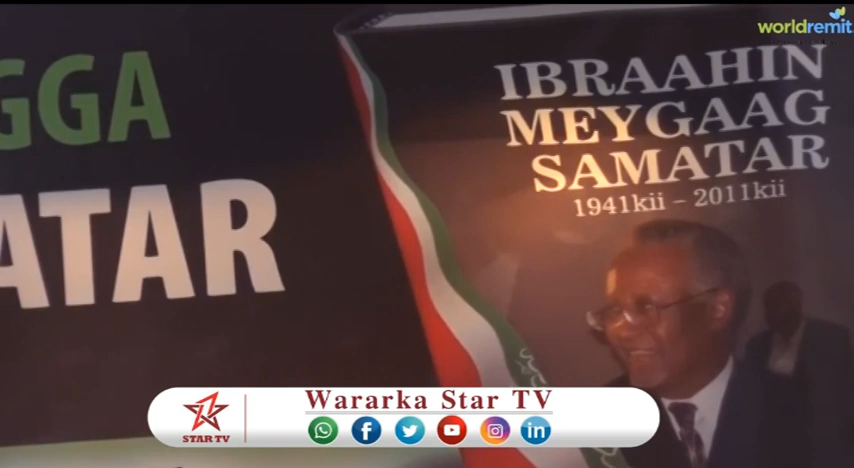 worldremit
GGA
ATAR
IBRAAHIN
MEYGAAG
SAMATAR
1941kii – 2011kii
Wararka Star TV
STAR TV